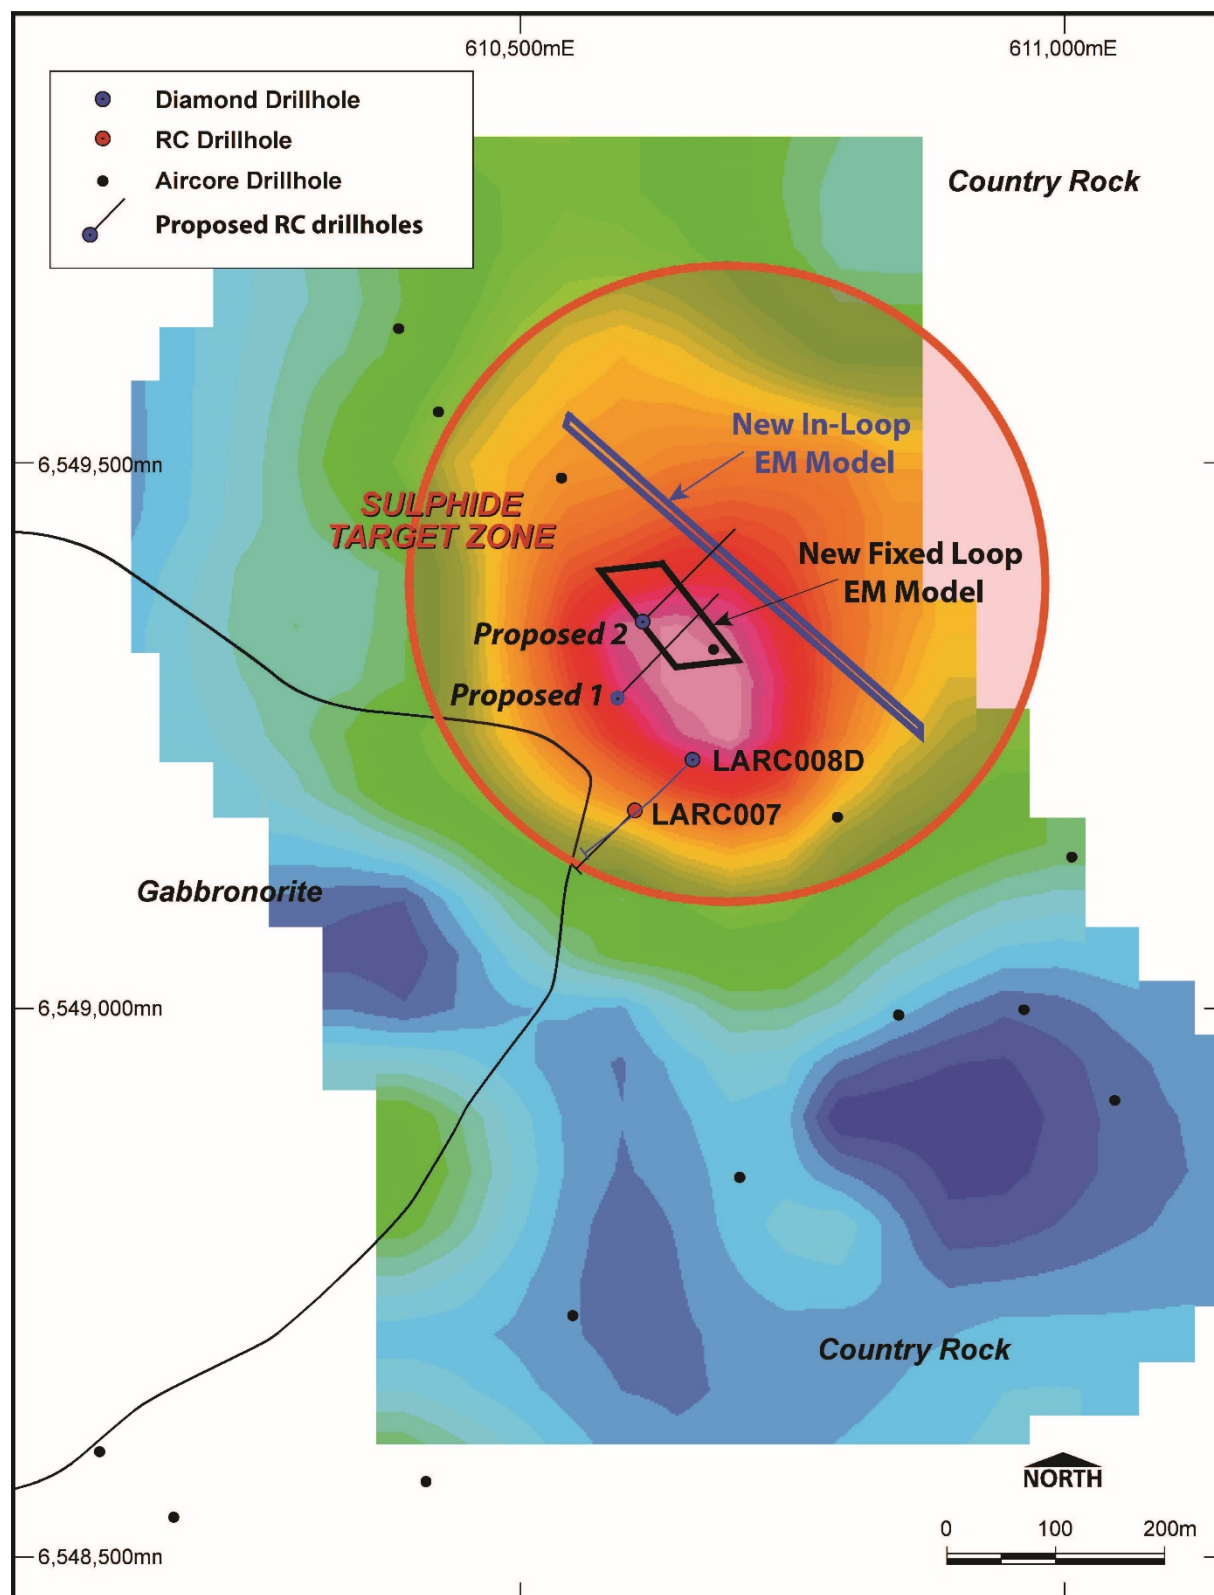 610,500mE
611,000mE
Diamond Drillhole
RC Drillhole
Aircore Drillhole
Proposed RC drillholes
Country Rock
New In-Loop
EM Model
6,549,500mn
SULPHIDE
TARGET ZONE
New Fixed Loop
EM Model
Proposed 2
Proposed 1
LARC008D
LARC007
Gabbronorite
6,549,000mn
Country Rock
NORTH
0 100 200m
6,548,500mn